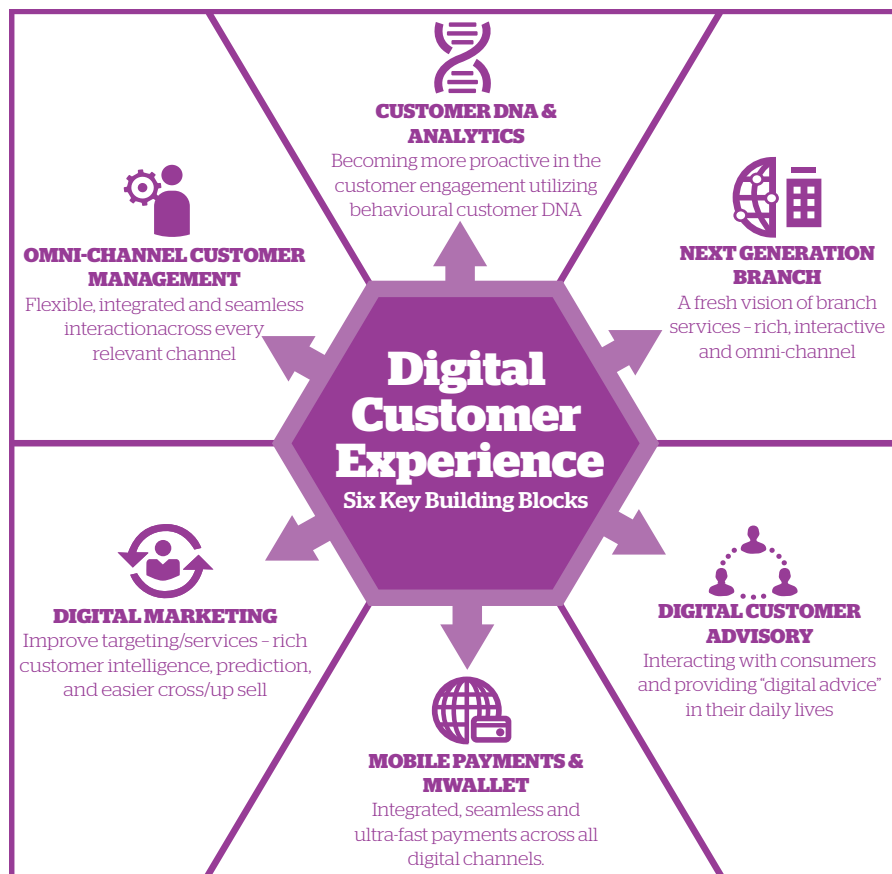 CUSTOMER DNA &
ANALYTICS
Becoming more proactive in the
customer engagement utilizing
behavioural customer DNA
OMNI-CHANNEL CUSTOMER
MANAGEMENT
Flexible, integrated and seamless
interactionacross every
relevant channel
NEXT GENERATION
BRANCH
A fresh vision of branch
services – rich, interactive
and omni-channel
Digital
Customer
Experience
Six Key Building Blocks
DIGITAL MARKETING
Improve targeting/services – rich
customer intelligence, prediction,
and easier cross/up sell
DIGITAL CUSTOMER
ADVISORY
Interacting with consumers
and providing “digital advice”
in their daily lives
MOBILE PAYMENTS &
MWALLET
Integrated, seamless and
ultra-fast payments across all
digital channels.